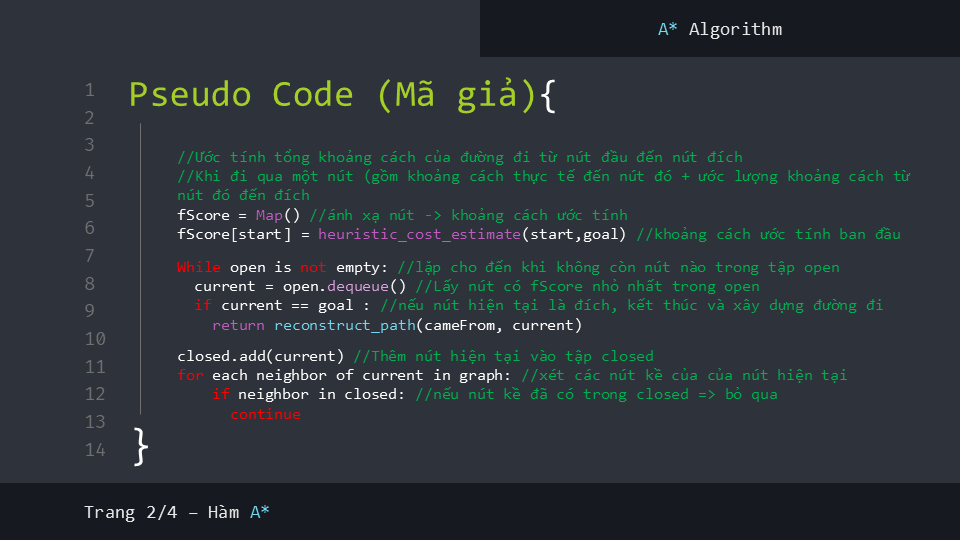 A* Algorithm
Pseudo Code (Mã giả){
1
2
3
4
5
6
7
8
9
10
11
12
13
14
//Ước tính tổng khoảng cách của đường đi từ nút đầu đến nút đích
//Khi đi qua một nút (gồm khoảng cách thực tế đến nút đó + ước lượng khoảng cách từ
nút đó đến đích
fScore = Map() //ánh xạ nút -> khoảng cách ước tính
fScore[start] = heuristic_cost_estimate(start,goal) //khoảng cách ước tính ban đầu
While open is not empty: //lặp cho đến khi không còn nút nào trong tập open
current = open.dequeue() //Lấy nút có fScore nhỏ nhất trong open
if current == goal : //nếu nút hiện tại là đích, kết thúc và xây dựng đường đi
return reconstruct_path(cameFrom, current)
closed.add(current) //Thêm nút hiện tại vào tập closed
for each neighbor of current in graph: //xét các nút kề của của nút hiện tại
if neighbor in closed: //nếu nút kề đã có trong closed => bỏ qua
continue
}
Trang 2/4 – Hàm A*